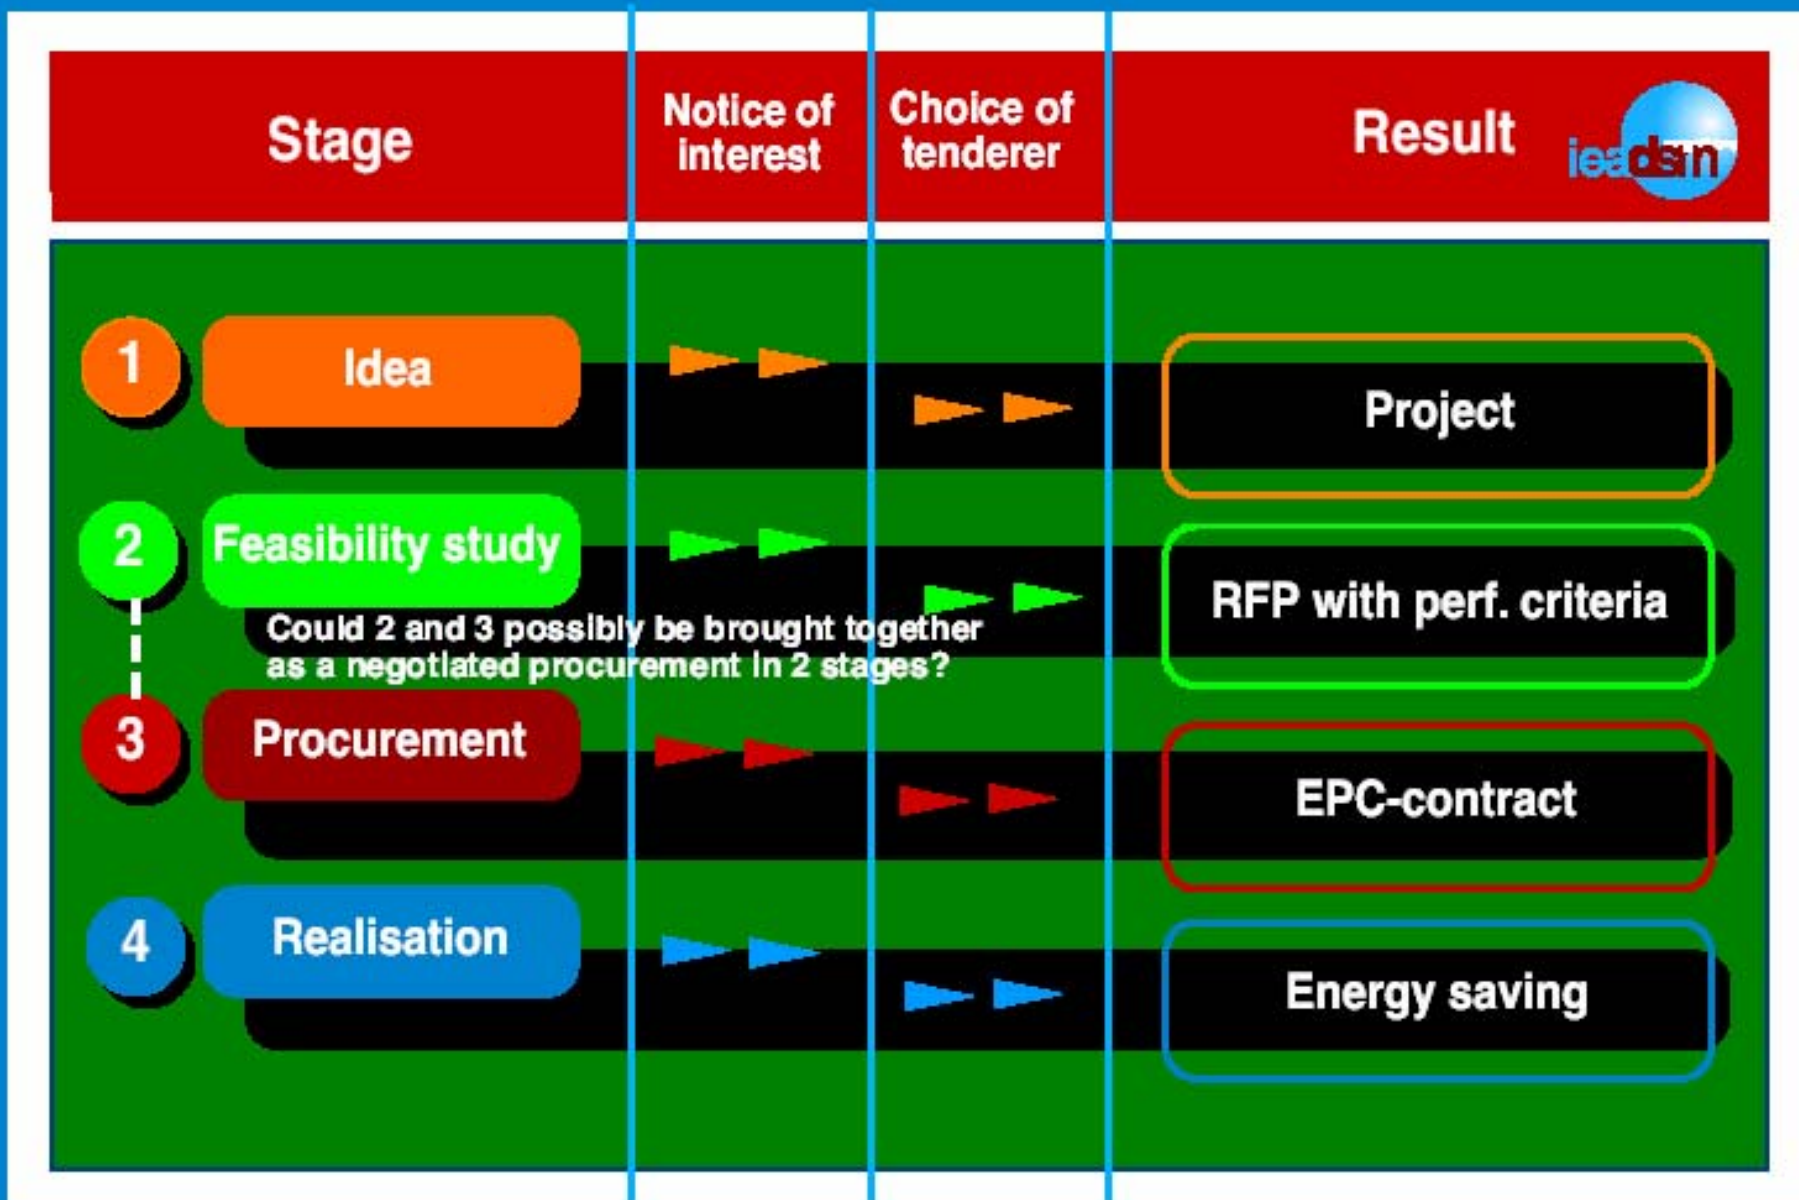 Stage
Notice of
interest
Choice of
tenderer
Result
ieadsm
1
Idea
Project
2
Feasibility study
RFP with perf. criteria
Could 2 and 3 possibly be brought together
as a negotiated procurement in 2 stages?
3
Procurement
EPC-contract
4
Realisation
Energy saving